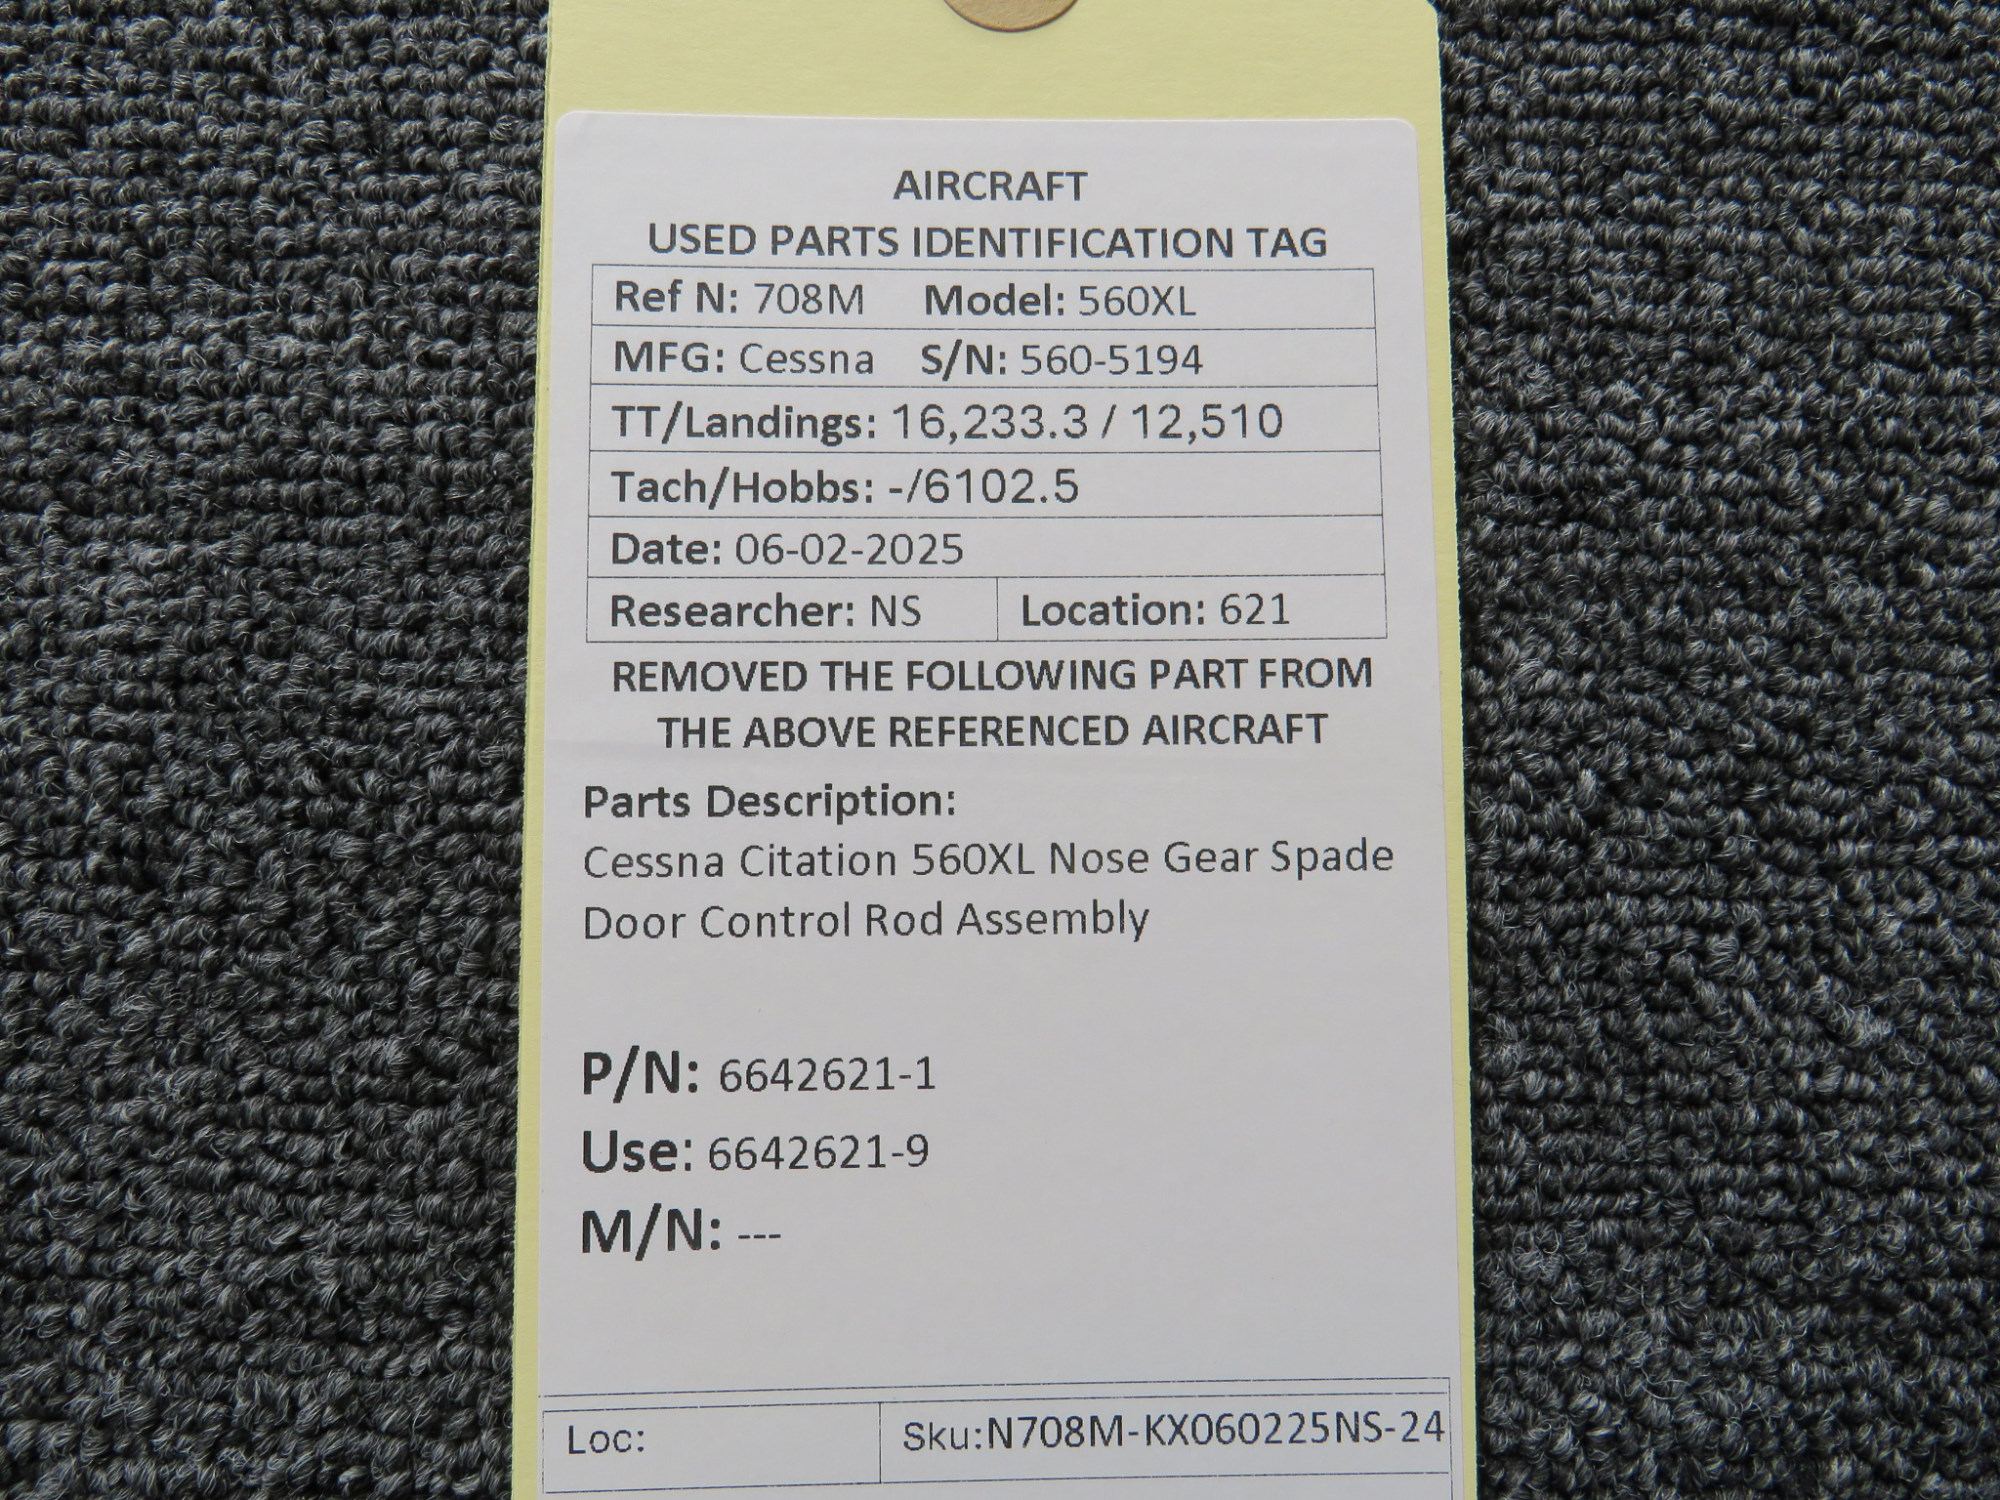 AIRCRAFT
USED PARTS IDENTIFICATION TAG
Ref N: 708M Model: 560XL
MFG: Cessna S/N: 560-5194
TT/Landings: 16,233.3 / 12,510
Tach/Hobbs: -/6102.5
Date: 06-02-2025
Researcher: NS Location: 621
REMOVED THE FOLLOWING PART FROM
THE ABOVE REFERENCED AIRCRAFT
Parts Description:
Cessna Citation 560XL Nose Gear Spade
Door Control Rod Assembly
P/N: 6642621-1
Use: 6642621-9
M/N: ---
Loc: Sku:N708M-KX060225NS-24